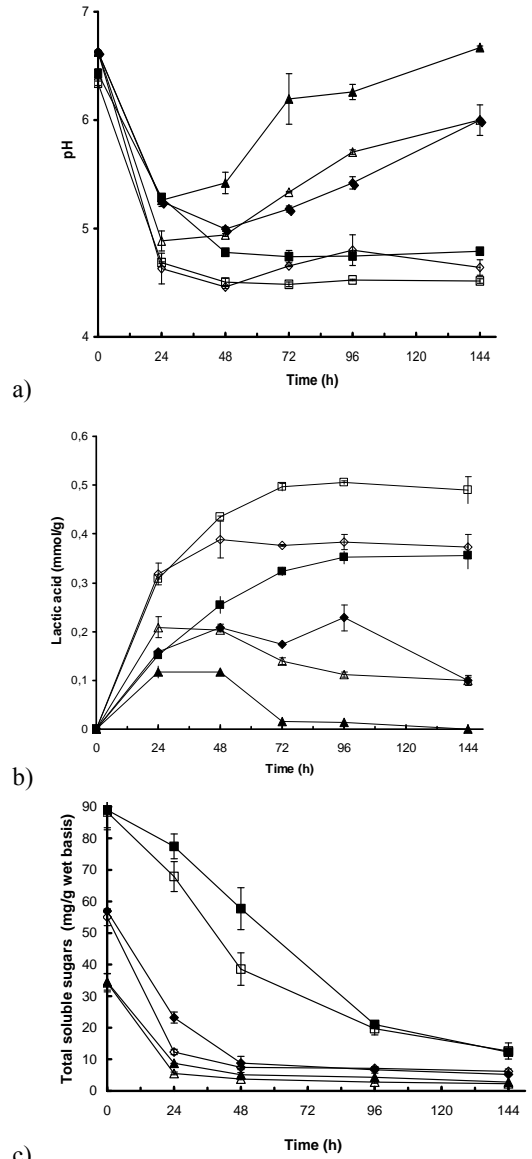 7
6
5
4
pH
0 24 48 72 96 120 144
Time (h)
a)
0,6
0,5
0,4
0,3
0,2
0,1
0
Lactic acid (mmol/g)
0 24 48 72 96 120 144
Time (h)
b)
90
80
70
60
50
40
30
20
10
0
Total soluble sugars (mg/g wet basis)
0 24 48 72 96 120 144
Time (h)
c)